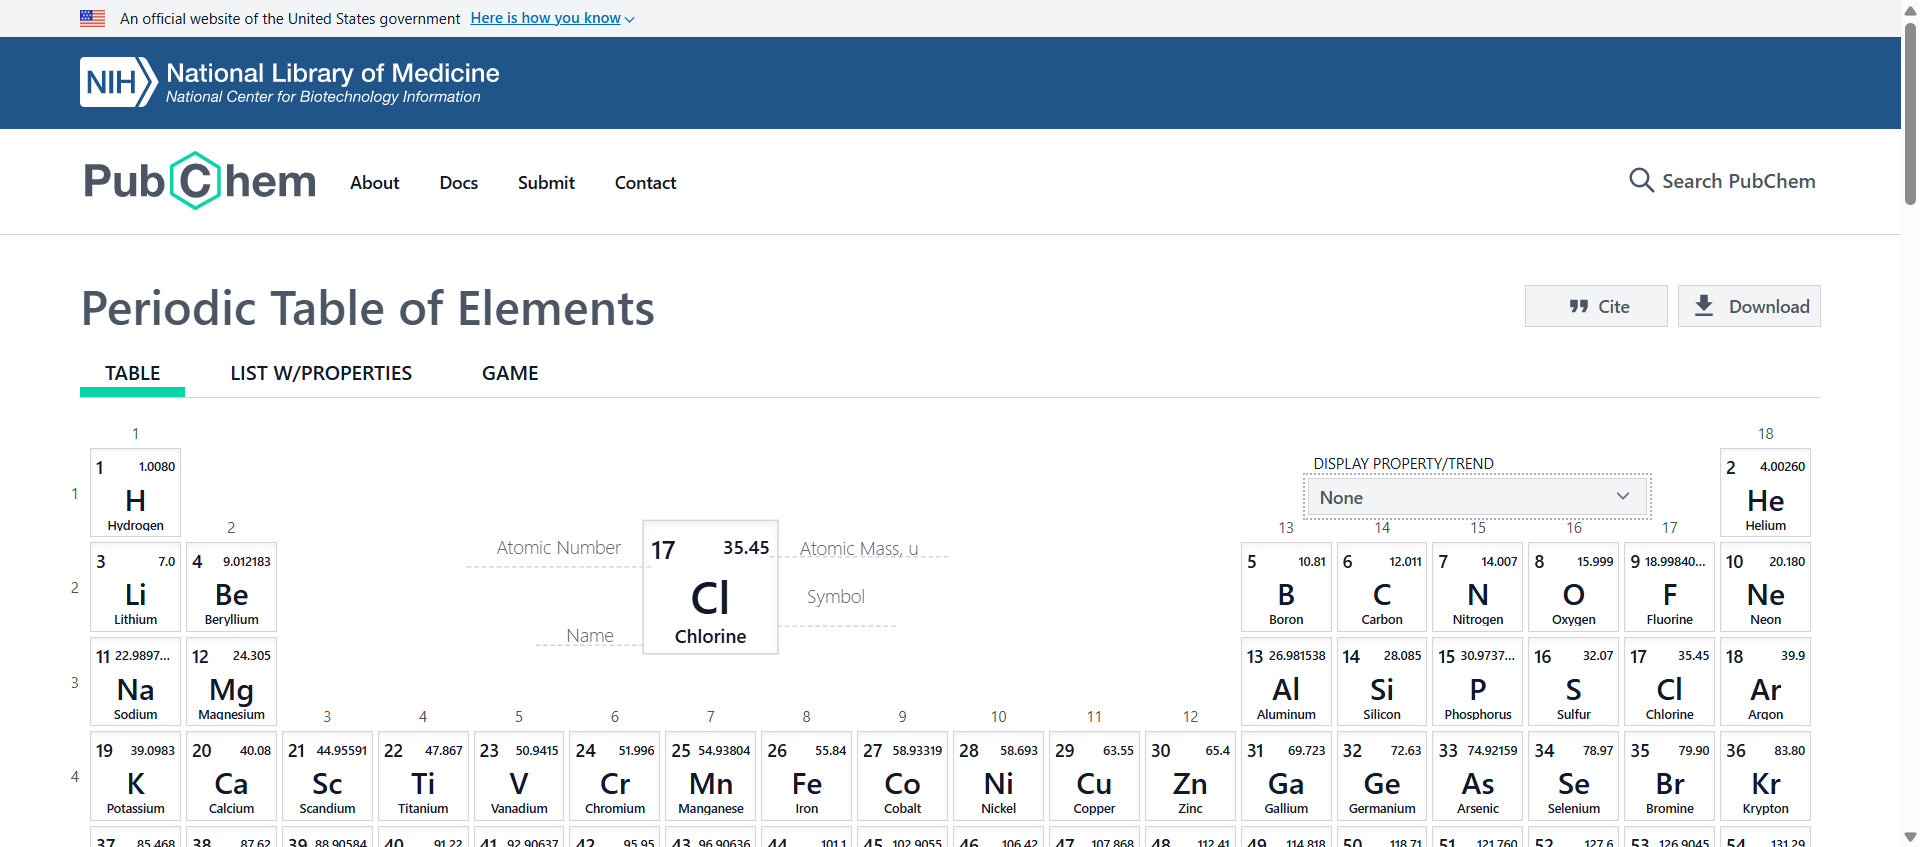 An official website of the United States government Here is how you know
NIH National Library of Medicine
National Center for Biotechnology Information
PubChem About Docs Submit Contact Search PubChem
Periodic Table of Elements Cite Download
TABLE LIST W/PROPERTIES GAME
1 18
DISPLAY PROPERTY/TREND
None
1 1.0080 2 4.00260
1 H He
Hydrogen Helium
2 13 14 15 16 17
Atomic Number 17 35.45 Atomic Mass, u
Cl Symbol
Name Chlorine
3 7.0 4 9.012183 5 10.81 6 12.011 7 14.007 8 15.999 9 18.99840... 10 20.180
2 Li Be B C N O F Ne
Lithium Beryllium Boron Carbon Nitrogen Oxygen Fluorine Neon
11 22.9897... 12 24.305 13 26.981538 14 28.085 15 30.9737... 16 32.07 17 35.45 18 39.9
3 Na Mg Al Si P S Cl Ar
Sodium Magnesium Aluminum Silicon Phosphorus Sulfur Chlorine Argon
3 4 5 6 7 8 9 10 11 12
19 39.0983 20 40.08 21 44.95591 22 47.867 23 50.9415 24 51.996 25 54.93804 26 55.84 27 58.93319 28 58.693 29 63.55 30 65.4 31 69.723 32 72.63 33 74.92159 34 78.97 35 79.90 36 83.80
4 K Ca Sc Ti V Cr Mn Fe Co Ni Cu Zn Ga Ge As Se Br Kr
Potassium Calcium Scandium Titanium Vanadium Chromium Manganese Iron Cobalt Nickel Copper Zinc Gallium Germanium Arsenic Selenium Bromine Krypton
37 85.468 38 87.62 39 88.90584 40 91.22 41 92.90637 42 95.95 43 96.90636 44 101.1 45 102.9055 46 106.42 47 107.868 48 112.41 49 114.818 50 118.71 51 121.760 52 127.6 53 126.9045 54 131.29